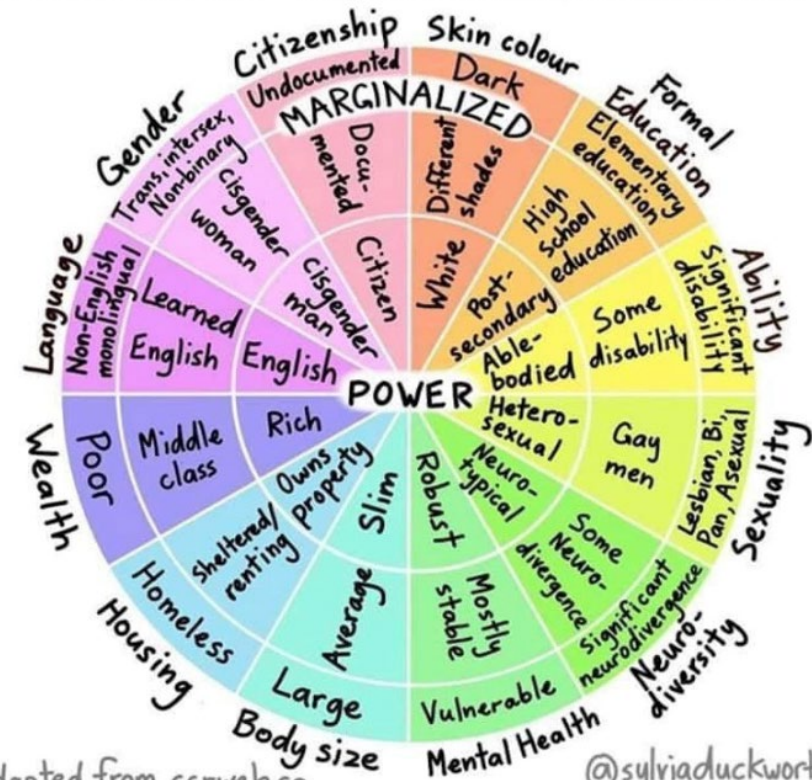 Citizenship
Undocumented
Docu-
mented
Citizen
Skin colour
Dark
Different
shades
White
Formal
Education
Elementary
education
High
School
education
Post-
secondary
Ability
Significant
disability
Some
disability
Able-
bodied
Sexuality
Lesbian, Bi,
Pan, Asexual
Gay
men
Hetero-
sexual
Neuro-
diversity
Significant
neurodivergence
Some
Neuro-
divergence
Neuro-
typical
Mental Health
Vulnerable
Mostly
stable
Robust
Body size
Large
Average
Slim
Housing
Homeless
Sheltered/
renting
Owns
property
Wealth
Poor
Middle
class
Rich
Language
Non-English
monolingual
Learned
English
English
Gender
Trans, intersex,
Non-binary
cisgender
woman
cisgender
man
MARGINALIZED
POWER
from
@sylviaduckwor